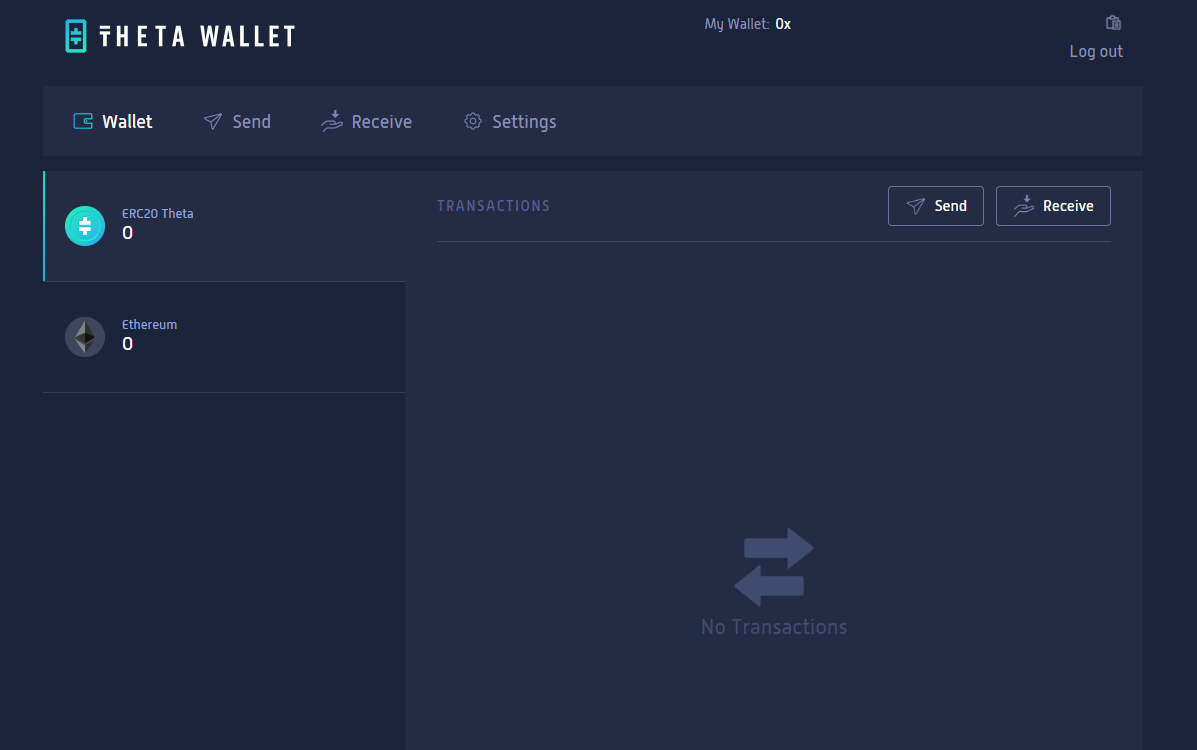 THETA WALLET
My Wallet: 0x
Log out
Wallet
Send
Receive
Settings
ERC20 Theta
0
Ethereum
0
TRANSACTIONS
Send
Receive
No Transactions